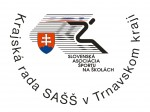 Krajská rada SAŠŠ v Trnavskom kraji
SLOVENSKÁ
ASOCIÁCIA
ŠPORTU
NA ŠKOLÁCH